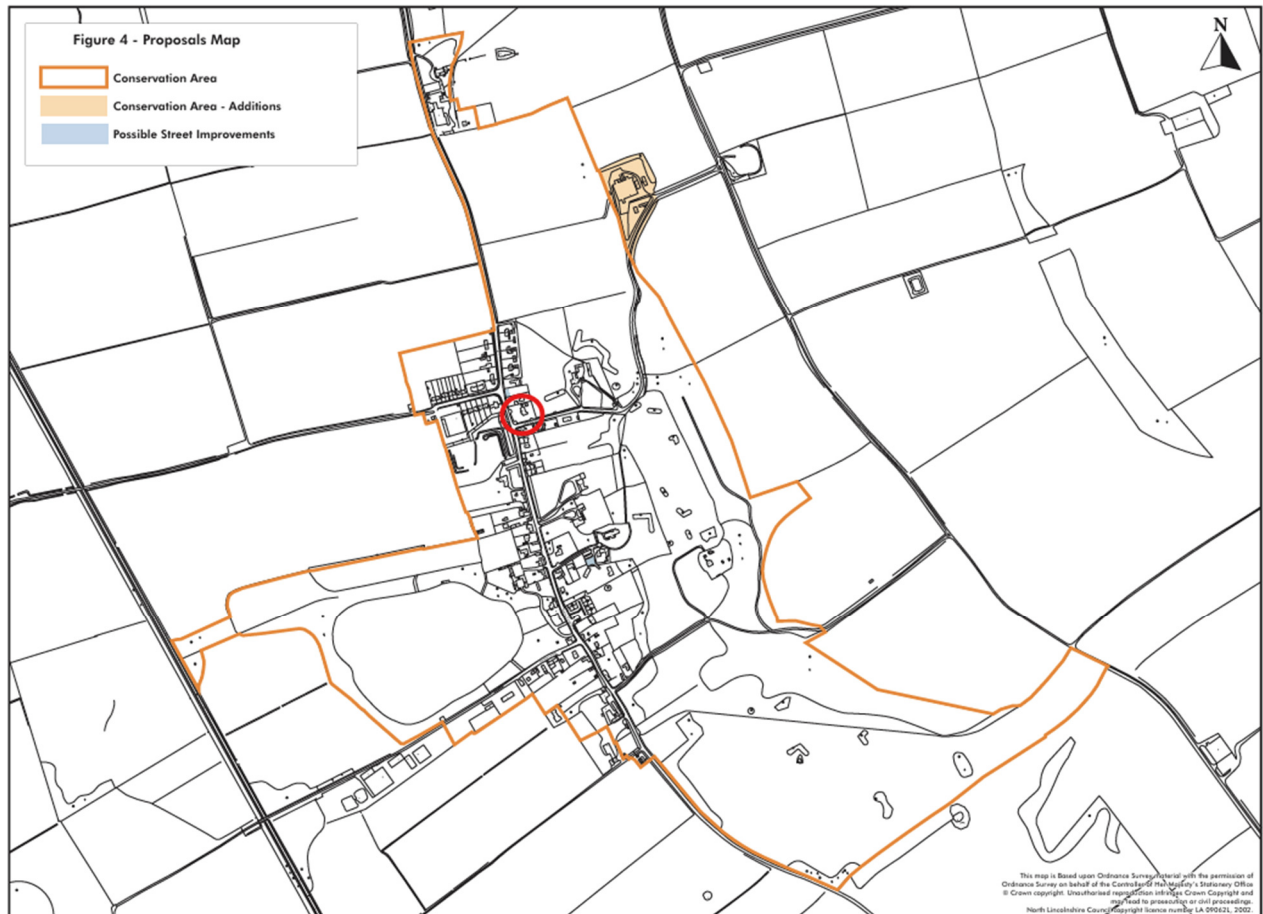 Figure 4 - Proposals Map
Conservation Area
Conservation Area - Additions
Possible Street Improvements
N
This map is Based upon Ordnance Survey material with the permission of
Ordnance Survey on behalf of the Controller of Her Majesty's Stationery Office
© Crown copyright. Unauthorised reproduction infringes Crown Copyright and
may lead to prosecution or civil proceedings.
North Lincolnshire Council copyright licence number LA 09062L, 2002.